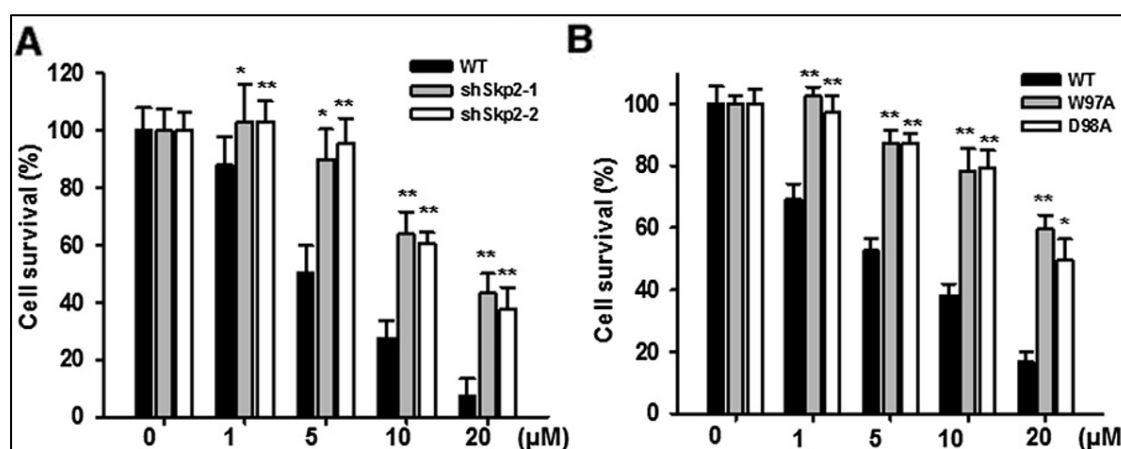 A
120
100
80
60
40
20
0
Cell survival (%)
WT
shSkp2-1
shSkp2-2
* ** * ** ** ** ** **
0 1 5 10 20 (µM)
B
100
80
60
40
20
0
Cell survival (%)
WT
W97A
D98A
** ** ** ** ** ** ** *
0 1 5 10 20 (µM)